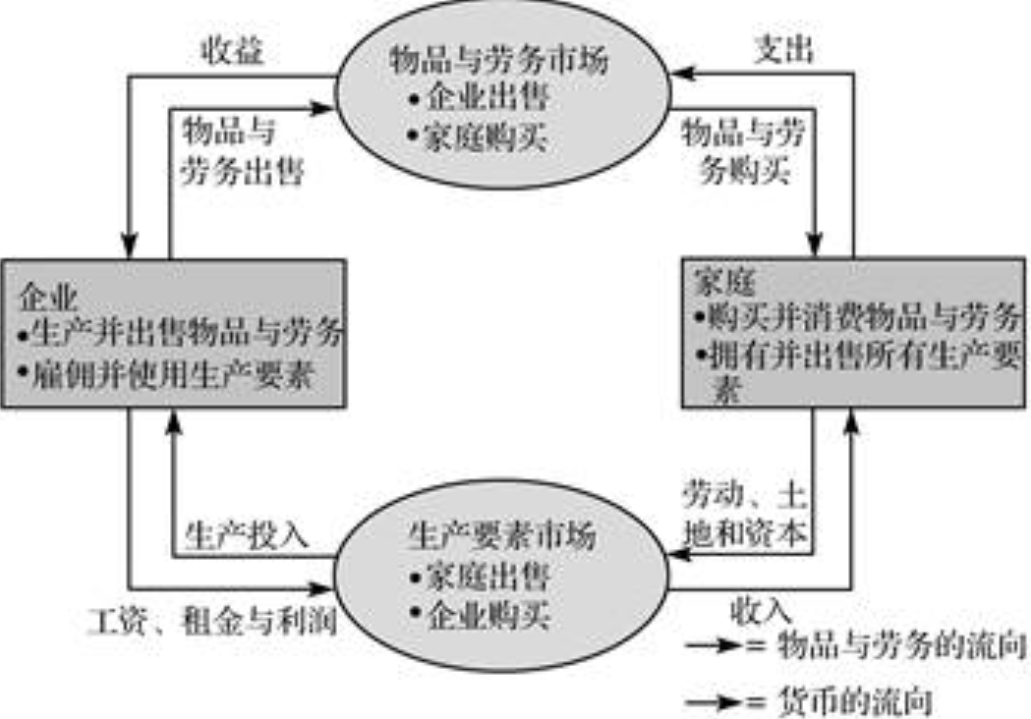 收益
物品与劳务市场
•企业出售
•家庭购买
支出
物品与
劳务出售
物品与劳
务购买
企业
•生产并出售物品与劳务
•雇佣并使用生产要素
家庭
•购买并消费物品与劳务
•拥有并出售所有生产要
素
生产投入
工资、租金与利润
生产要素市场
•家庭出售
•企业购买
劳动、土
地和资本
收入
= 物品与劳务的流向
= 货币的流向